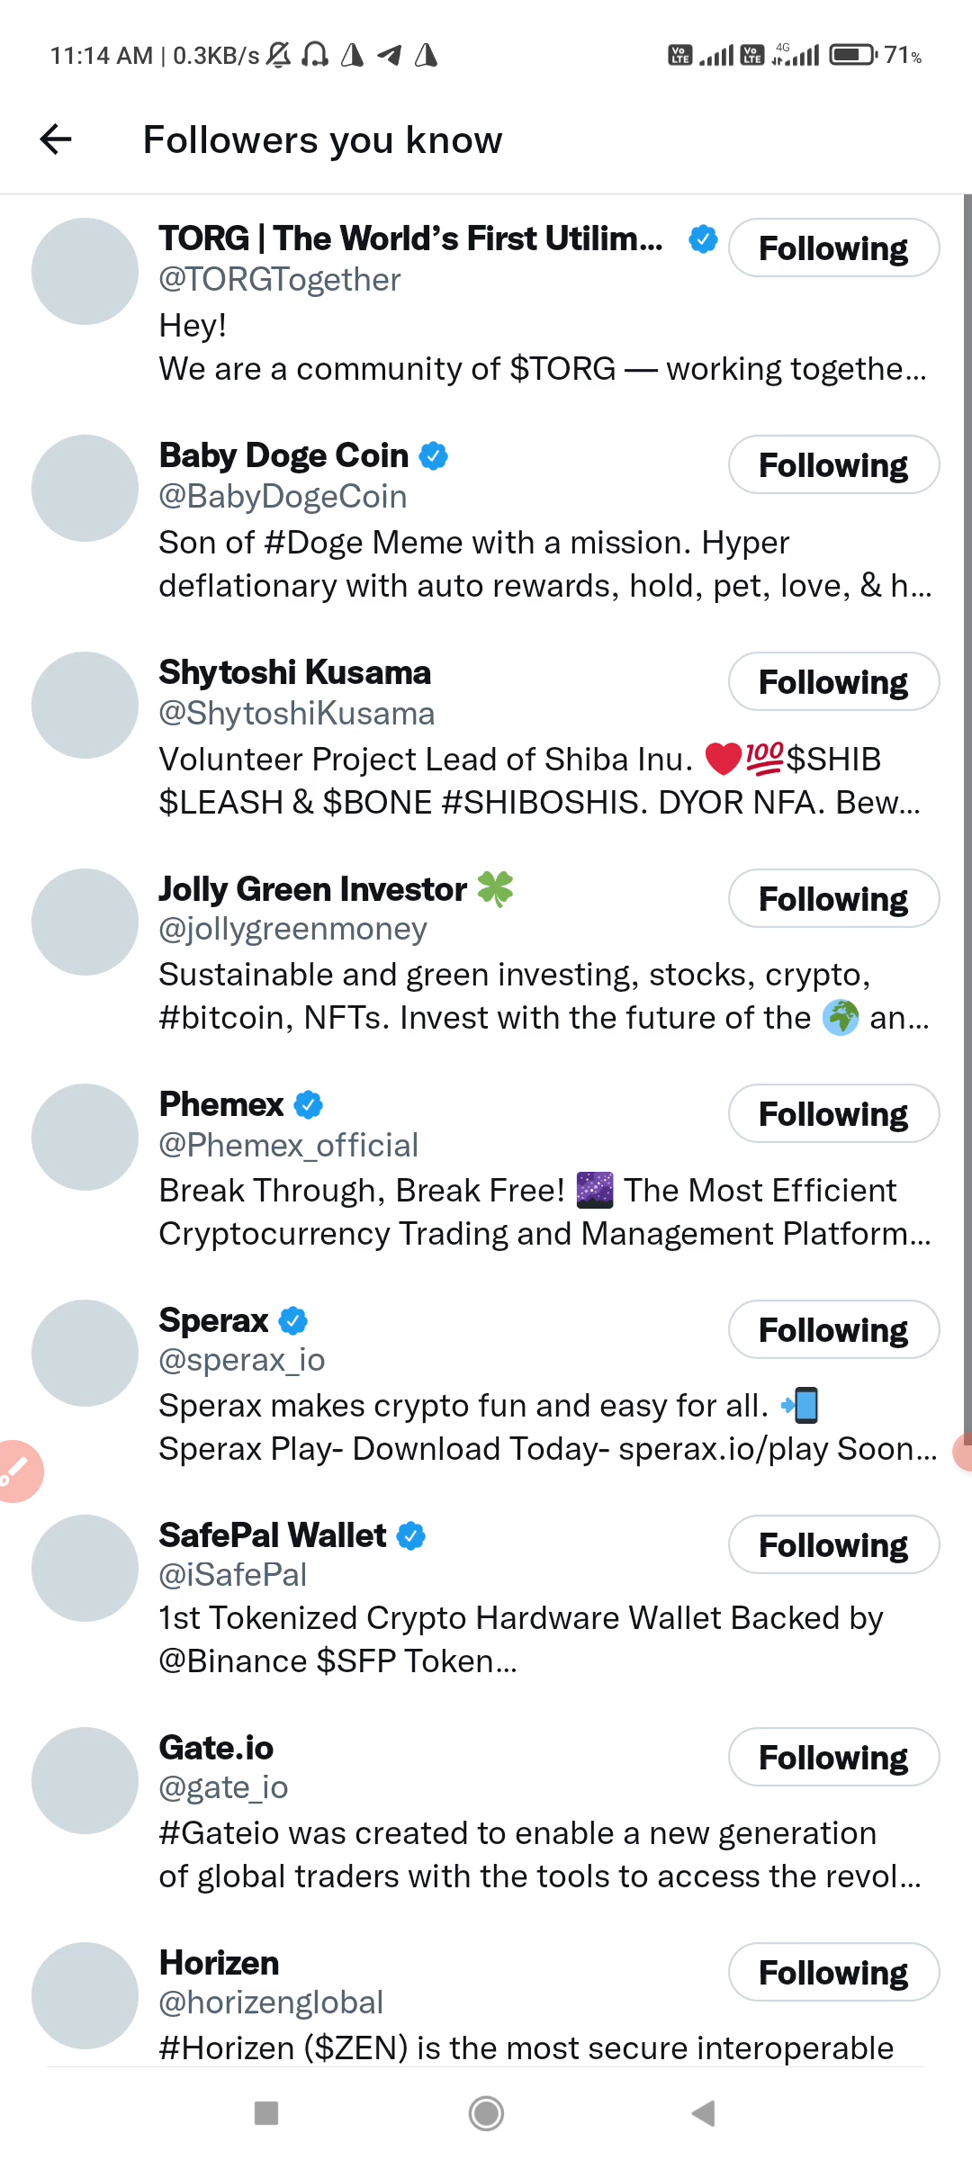 11:14 AM | 0.3KB/s
Vo LTE Vo LTE 4G 71%
Followers you know
TORG | The World’s First Utilim... Following
@TORGTogether
Hey!
We are a community of $TORG — working togethe...
Baby Doge Coin Following
@BabyDogeCoin
Son of #Doge Meme with a mission. Hyper
deflationary with auto rewards, hold, pet, love, & h...
Shytoshi Kusama Following
@ShytoshiKusama
Volunteer Project Lead of Shiba Inu. ❤️💯$SHIB
$LEASH & $BONE #SHIBOSHIS. DYOR NFA. Bew...
Jolly Green Investor 🍀 Following
@jollygreenmoney
Sustainable and green investing, stocks, crypto,
#bitcoin, NFTs. Invest with the future of the 🌍 an...
Phemex Following
@Phemex_official
Break Through, Break Free! 🌌 The Most Efficient
Cryptocurrency Trading and Management Platform...
Sperax Following
@sperax_io
Sperax makes crypto fun and easy for all. 📲
Sperax Play- Download Today- sperax.io/play Soon...
SafePal Wallet Following
@iSafePal
1st Tokenized Crypto Hardware Wallet Backed by
@Binance $SFP Token...
Gate.io Following
@gate_io
#Gateio was created to enable a new generation
of global traders with the tools to access the revol...
Horizen Following
@horizenglobal
#Horizen ($ZEN) is the most secure interoperable